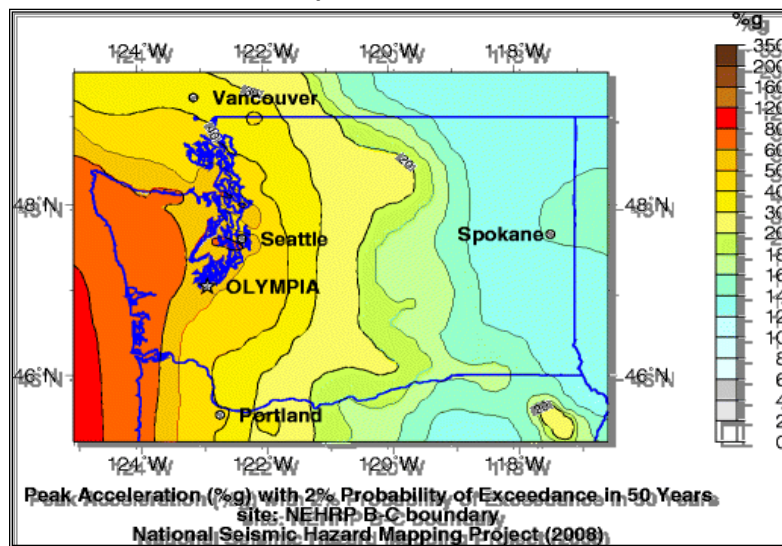 %g
124°W 122°W 120°W 118°W
350
200
160
120
80
60
50
40
30
20
18
16
14
12
10
8
6
4
2
0
Vancouver
48°N
Seattle
Spokane
OLYMPIA
46°N
Portland
124°W 122°W 120°W 118°W
Peak Acceleration (%g) with 2% Probability of Exceedance in 50 Years
site: NEHRP B-C boundary
National Seismic Hazard Mapping Project (2008)